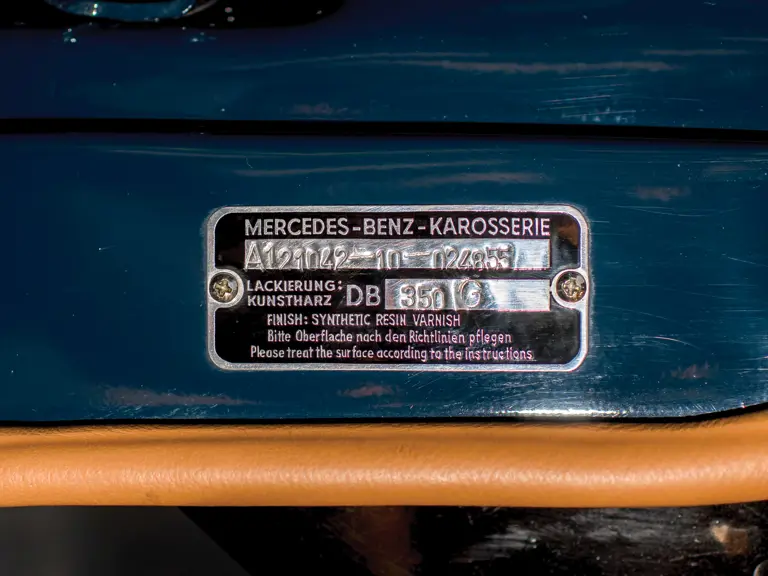 MERCEDES-BENZ-KAROSSERIE
A121042-10-024855
LACKIERUNG:
KUNSTHARZ DB 350 G
FINISH: SYNTHETIC RESIN VARNISH
Bitte Oberflache nach den Richtlinien pflegen
Please treat the surface according to the instructions.